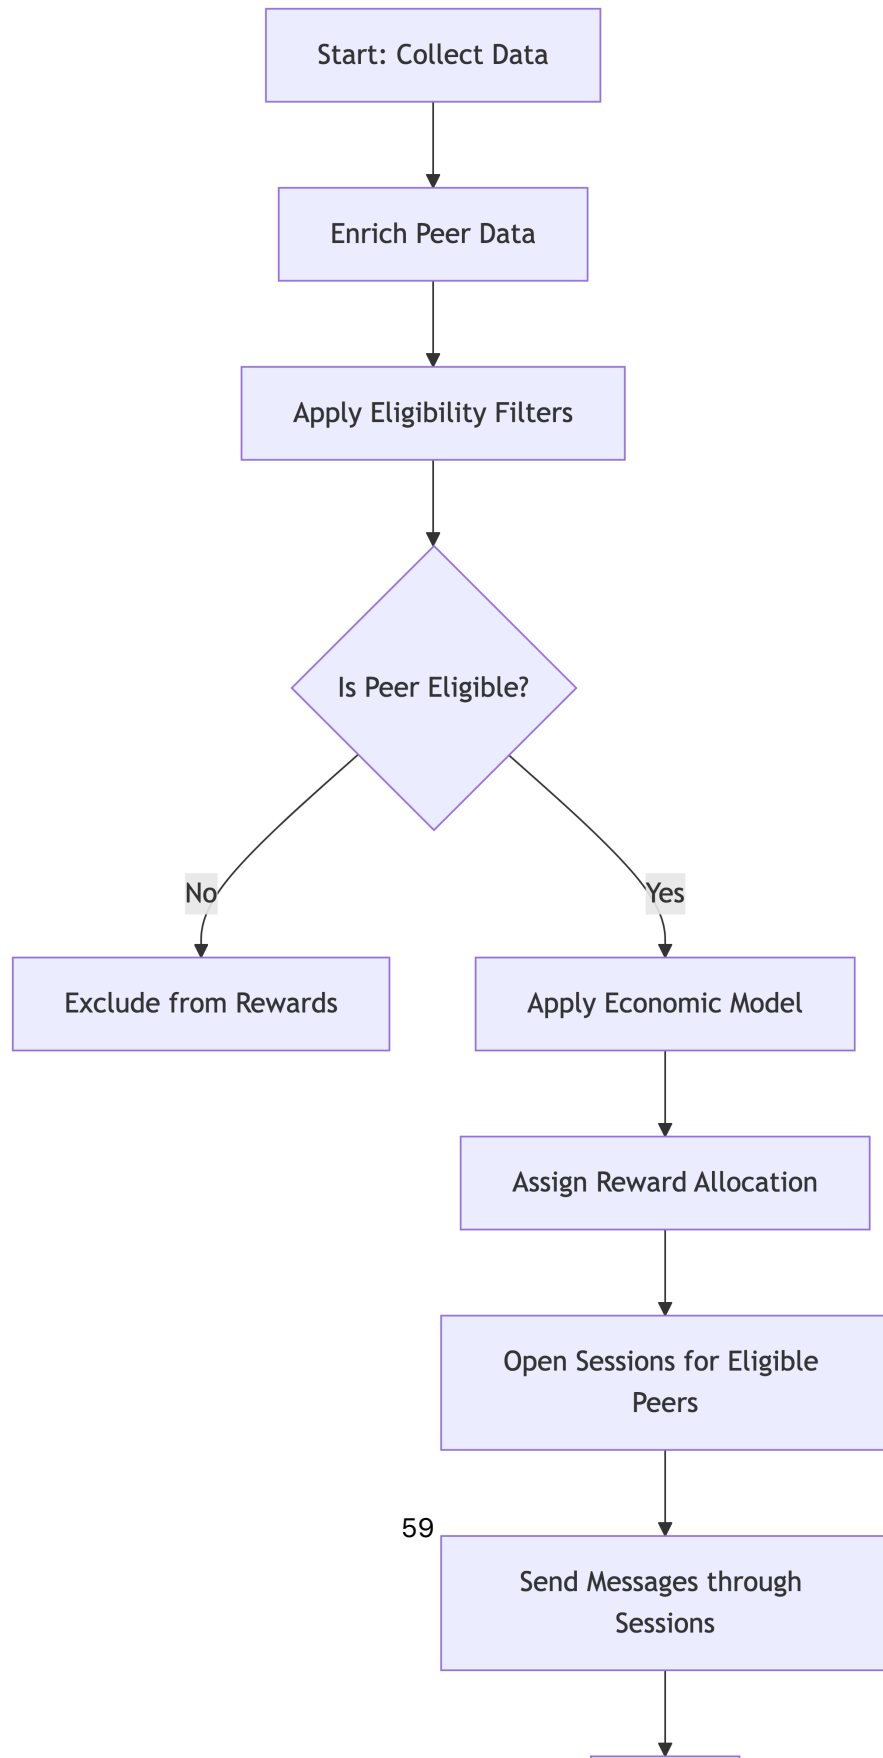 Start: Collect Data
Enrich Peer Data
Apply Eligibility Filters
Is Peer Eligible?
No
Yes
Exclude from Rewards
Apply Economic Model
Assign Reward Allocation
Open Sessions for Eligible
Peers
59
Send Messages through
Sessions